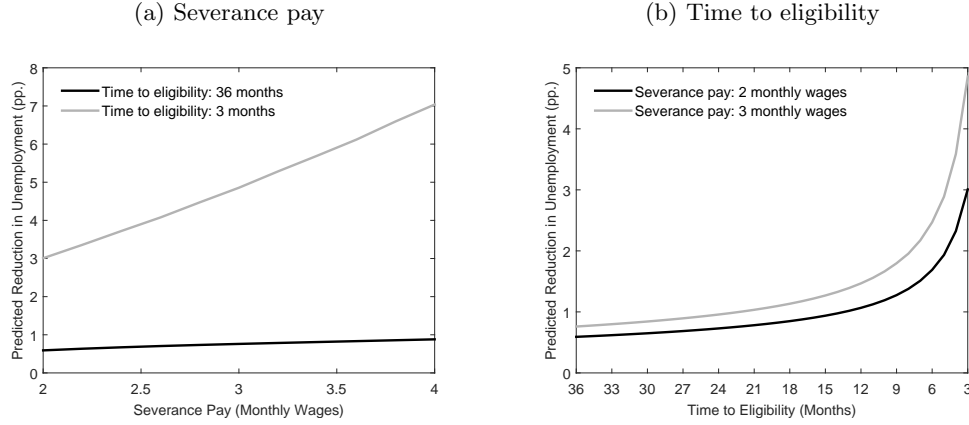 (a) Severance pay
Predicted Reduction in Unemployment (pp.)
8
7
6
5
4
3
2
1
0
Time to eligibility: 36 months
Time to eligibility: 3 months
2 2.5 3 3.5 4
Severance Pay (Monthly Wages)
(b) Time to eligibility
Predicted Reduction in Unemployment (pp.)
5
4
3
2
1
0
Severance pay: 2 monthly wages
Severance pay: 3 monthly wages
36 33 30 27 24 21 18 15 12 9 6 3
Time to Eligibility (Months)